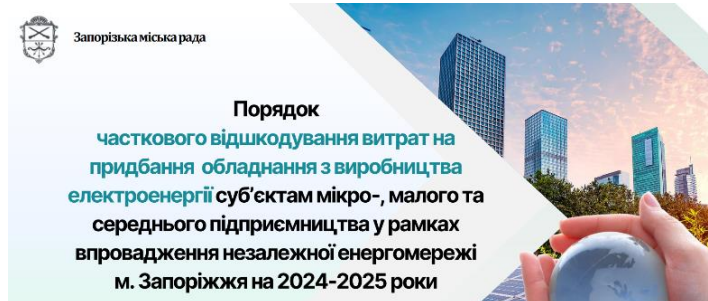 Запорізька міська рада
Порядок
часткового відшкодування витрат на
придбання обладнання з виробництва
електроенергії суб’єктам мікро-, малого та
середнього підприємництва у рамках
впровадження незалежної енергомережі
м. Запоріжжя на 2024-2025 роки